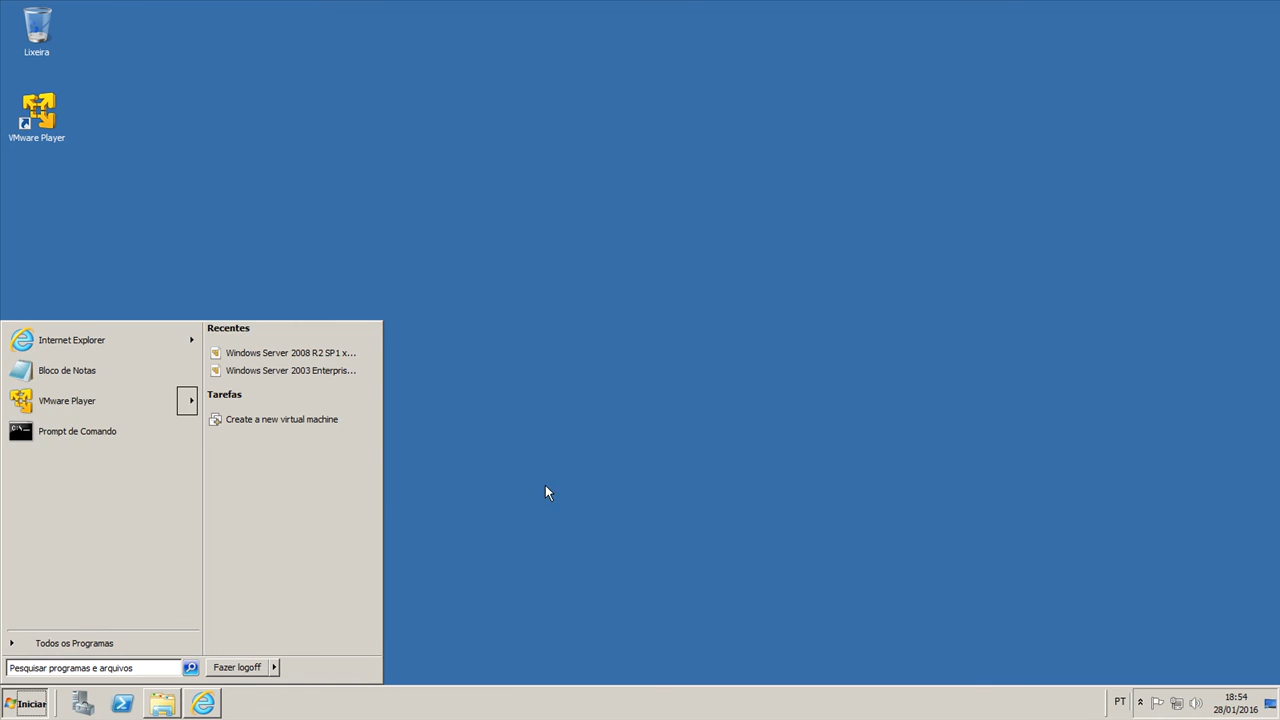 Lixeira
VMware Player
Internet Explorer
Bloco de Notas
VMware Player
Prompt de Comando
Todos os Programas
Pesquisar programas e arquivos
Recentes
Windows Server 2008 R2 SP1 x...
Windows Server 2003 Enterpris...
Tarefas
Create a new virtual machine
Fazer logoff
Iniciar
PT
18:54
28/01/2016